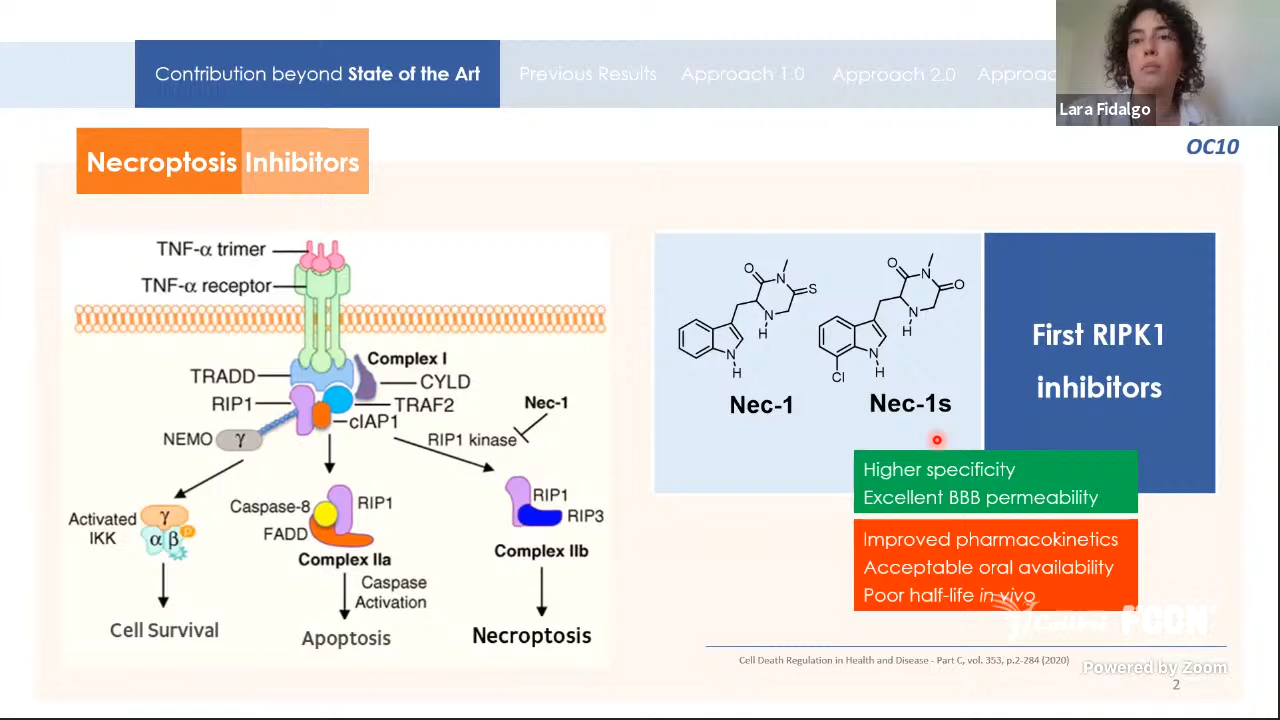 Contribution beyond State of the Art
Previous Results
Approach 1.0
Approach 2.0
Lara Fidalgo
OC10
Necroptosis Inhibitors
TNF-α trimer
TNF-α receptor
Complex I
TRADD
CYLD
RIP1
TRAF2
cIAP1
NEMO
γ
RIP1 kinase
Nec-1
Activated
IKK
γ
α β
P
Caspase-8
RIP1
FADD
Complex IIa
Caspase
Activation
RIP1
RIP3
Complex IIb
Cell Survival
Apoptosis
Necroptosis
O
N
S
N
H
N
H
Nec-1
O
N
O
N
H
N
H
Cl
Nec-1s
First RIPK1
inhibitors
Higher specificity
Excellent BBB permeability
Improved pharmacokinetics
Acceptable oral availability
Poor half-life in vivo
Cell Death Regulation in Health and Disease - Part C, vol. 353, p.2-284 (2020)
Powered by Zoom
2